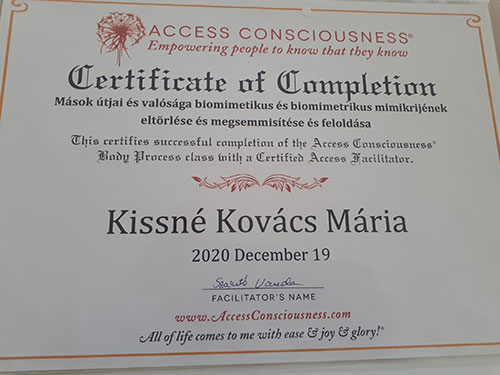 ACCESS CONSCIOUSNESS®
Empowering people to know that they know
Certificate of Completion
Mások útjai és valósága biomimetikus és biomimetrikus mimikrijének
eltörlése és megsemmisítése és feloldása
This certifies successful completion of the Access Consciousness®
Body Process class with a Certified Access Facilitator.
Kissné Kovács Mária
2020 December 19
Szántó Vanda
FACILITATOR'S NAME
www.AccessConsciousness.com
All of life comes to me with ease & joy & glory!®